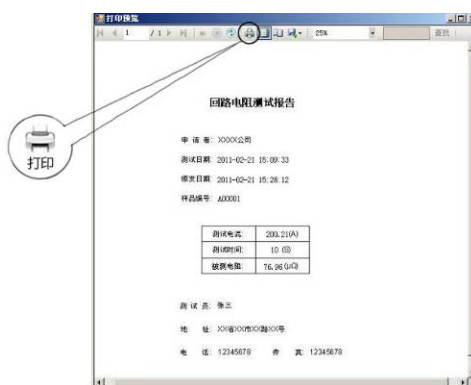 打印预览
1 / 1 25% 查找
回路电阻测试报告
打印
申 请 者: XXXX公司
测试日期: 2011-02-21 15:09:33
颁发日期: 2011-02-21 15:28:12
样品编号: A00001
测试电流: 200.21(A)
测试时间: 10 (S)
被测电阻: 76.96(μΩ)
测 试 员: 张三
地 址: XX省XX市XX路XX号
电 话: 12345678 传 真: 12345678